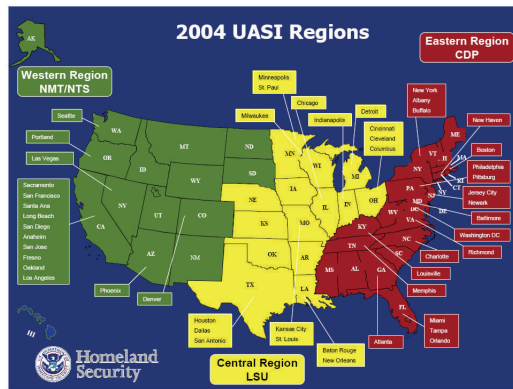 2004 UASI Regions
AK
Western Region
NMT/NTS
Eastern Region
CDP
Minneapolis
St. Paul
Chicago
Milwaukee
Indianapolis
Detroit
Cincinnati
Cleveland
Columbus
New York
Albany
Buffalo
New Haven
Boston
Philadelphia
Pittsburg
Jersey City
Newark
Baltimore
Washington DC
Richmond
Charlotte
Louisville
Memphis
Miami
Tampa
Orlando
Atlanta
Seattle
Portland
Las Vegas
Sacramento
San Francisco
Santa Ana
Long Beach
San Diego
Anaheim
San Jose
Fresno
Oakland
Los Angeles
Phoenix
Denver
Houston
Dallas
San Antonio
Kansas City
St. Louis
Baton Rouge
New Orleans
WA
OR
CA
ID
NV
MT
WY
UT
AZ
CO
NM
ND
SD
NE
KS
OK
TX
MN
IA
MO
AR
LA
WI
IL
IN
MI
OH
KY
TN
MS
AL
GA
FL
SC
NC
VA
WV
DC
MD
DE
PA
NJ
NY
CT
RI
MA
VT
ME
HI
Central Region
LSU
Homeland
Security